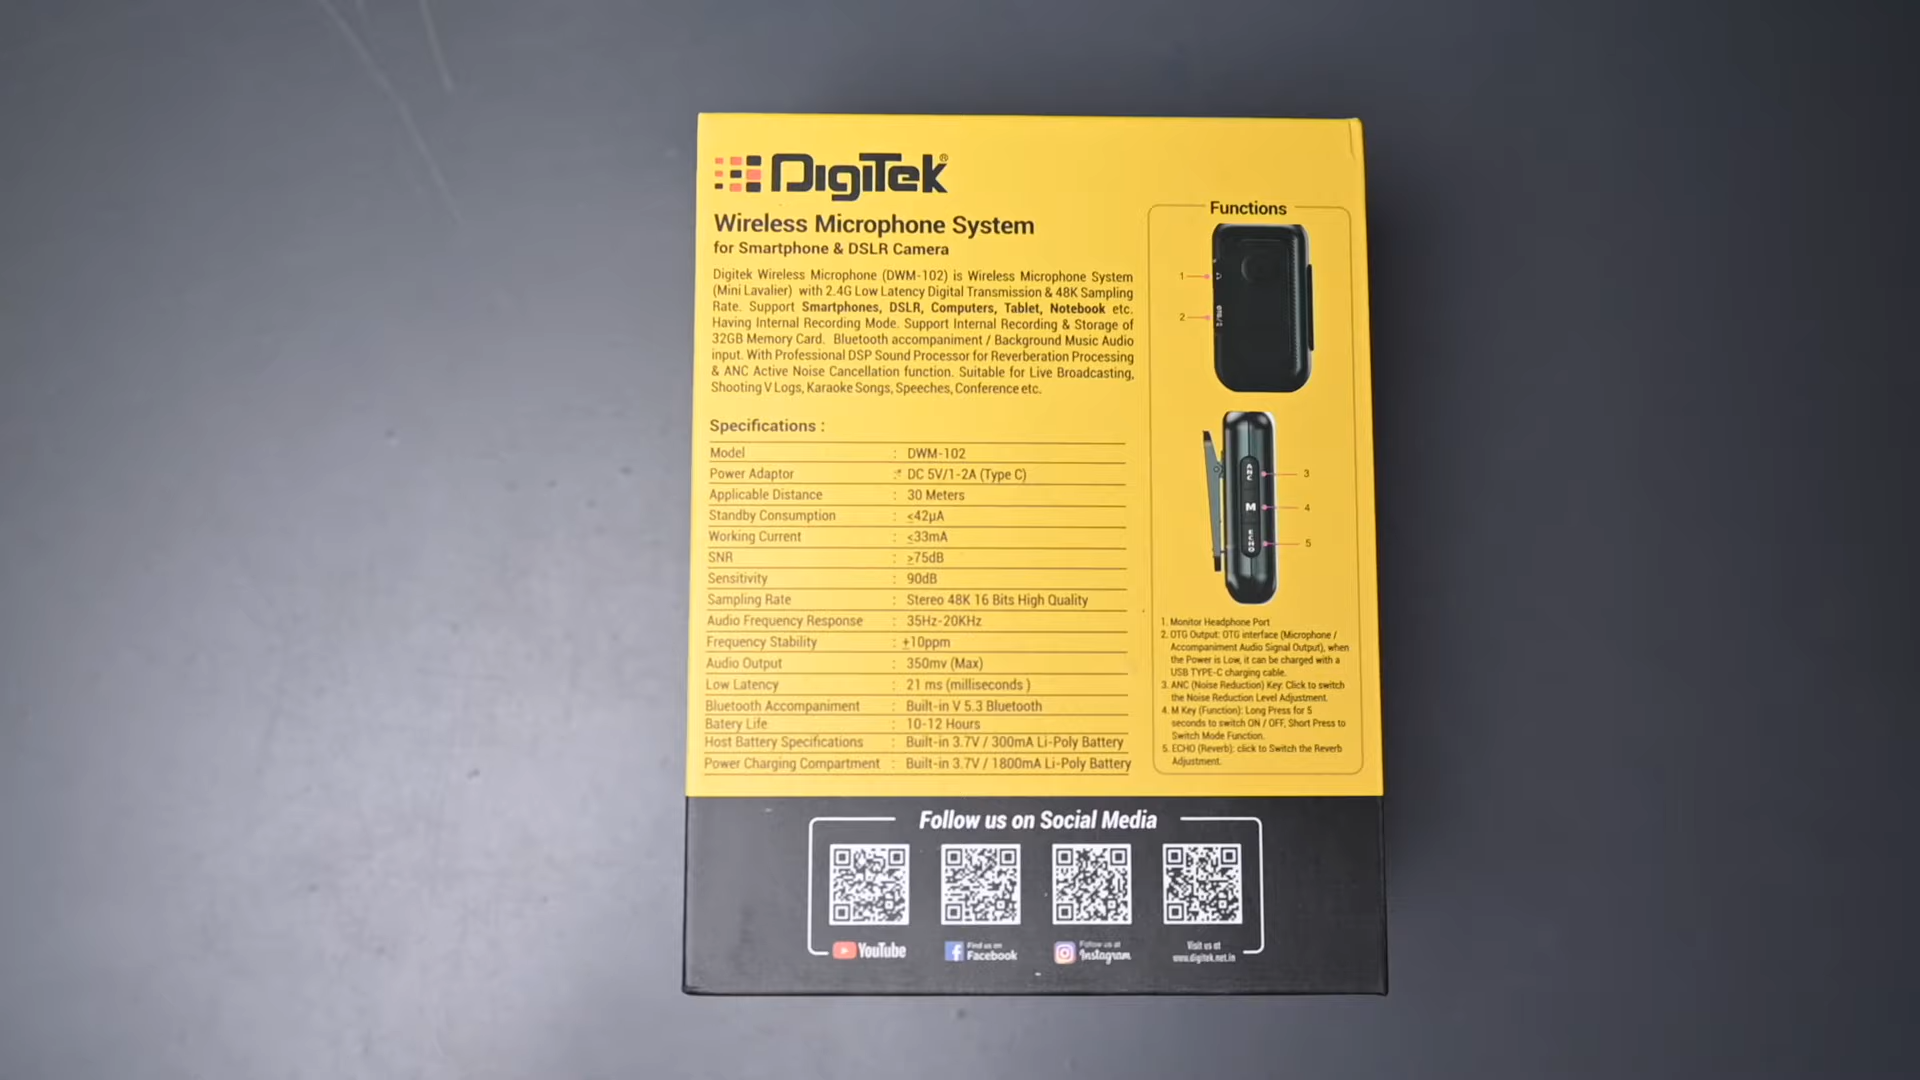 DigiTek®
Wireless Microphone System
for Smartphone & DSLR Camera
Digitek Wireless Microphone (DWM-102) is Wireless Microphone System
(Mini Lavalier) with 2.4G Low Latency Digital Transmission & 48K Sampling
Rate. Support Smartphones, DSLR, Computers, Tablet, Notebook etc.
Having Internal Recording Mode. Support Internal Recording & Storage of
32GB Memory Card. Bluetooth accompaniment / Background Music Audio
input. With Professional DSP Sound Processor for Reverberation Processing
& ANC Active Noise Cancellation function. Suitable for Live Broadcasting,
Shooting V Logs, Karaoke Songs, Speeches, Conference etc.
Specifications :
Model : DWM-102
Power Adaptor : DC 5V/1-2A (Type C)
Applicable Distance : 30 Meters
Standby Consumption : ≤42µA
Working Current : ≤33mA
SNR : ≥75dB
Sensitivity : 90dB
Sampling Rate : Stereo 48K 16 Bits High Quality
Audio Frequency Response : 35Hz-20KHz
Frequency Stability : ±10ppm
Audio Output : 350mv (Max)
Low Latency : 21 ms (milliseconds )
Bluetooth Accompaniment : Built-in V 5.3 Bluetooth
Batery Life : 10-12 Hours
Host Battery Specifications : Built-in 3.7V / 300mA Li-Poly Battery
Power Charging Compartment : Built-in 3.7V / 1800mA Li-Poly Battery
Functions
1
2
ANC 3
M 4
ECHO 5
1. Monitor Headphone Port
2. OTG Output: OTG interface (Microphone /
Accompaniment Audio Signal Output), when
the Power is Low, it can be charged with a
USB TYPE-C charging cable.
3. ANC (Noise Reduction) Key: Click to switch
the Noise Reduction Level Adjustment.
4. M Key (Function): Long Press for 5
seconds to switch ON / OFF, Short Press to
Switch Mode Function.
5. ECHO (Reverb): click to Switch the Reverb
Adjustment.
Follow us on Social Media
YouTube
Find us on
Facebook
Follow us at
Instagram
Visit us at
www.digitek.net.in